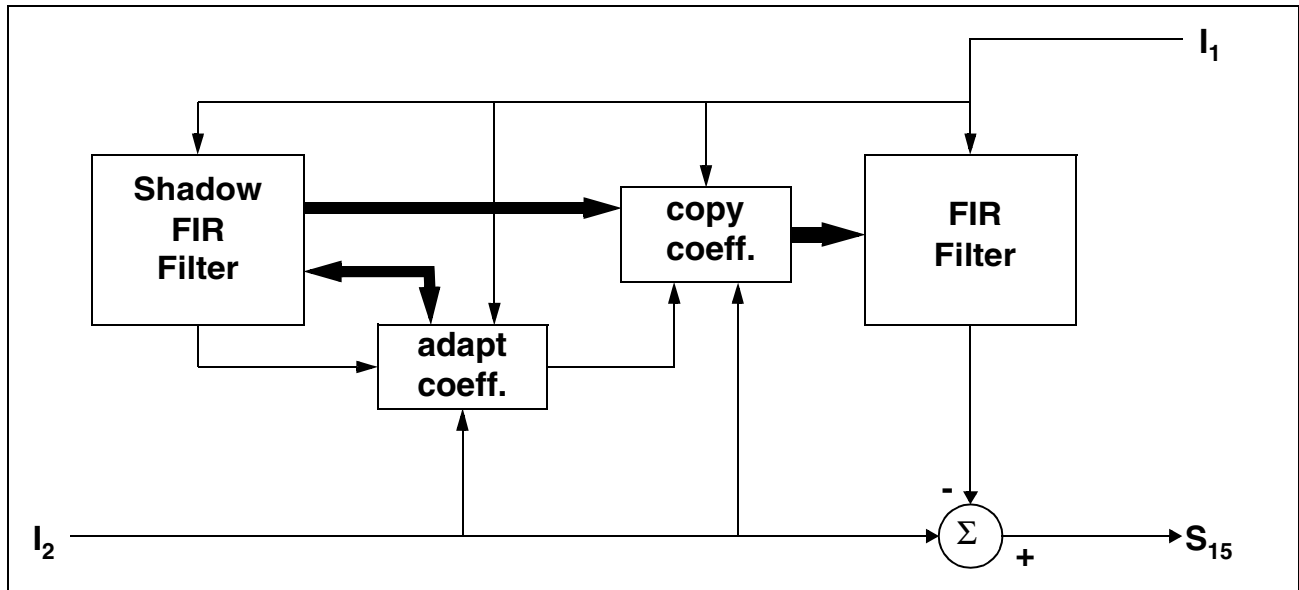 I₁
Shadow
FIR
Filter
copy
coeff.
FIR
Filter
adapt
coeff.
-
I₂
Σ
+
S₁₅